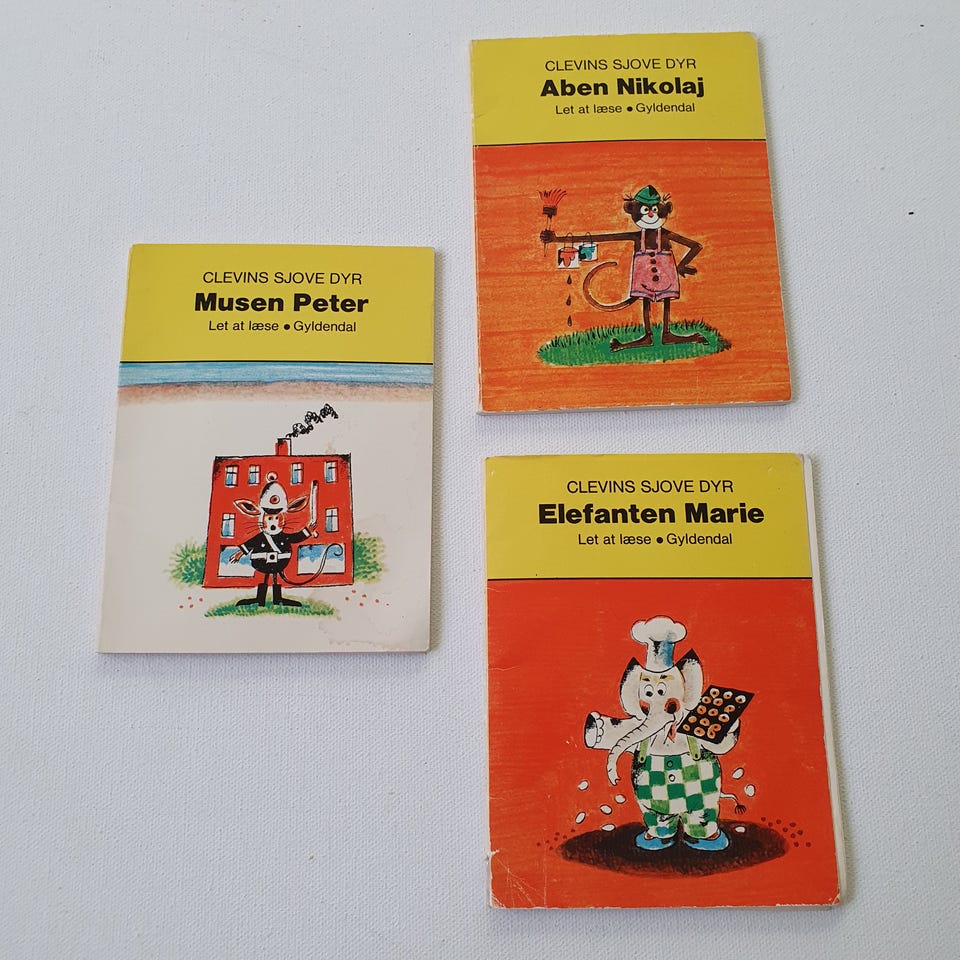 CLEVINS SJOVE DYR
Aben Nikolaj
Let at læse • Gyldendal
CLEVINS SJOVE DYR
Musen Peter
Let at læse • Gyldendal
CLEVINS SJOVE DYR
Elefanten Marie
Let at læse • Gyldendal